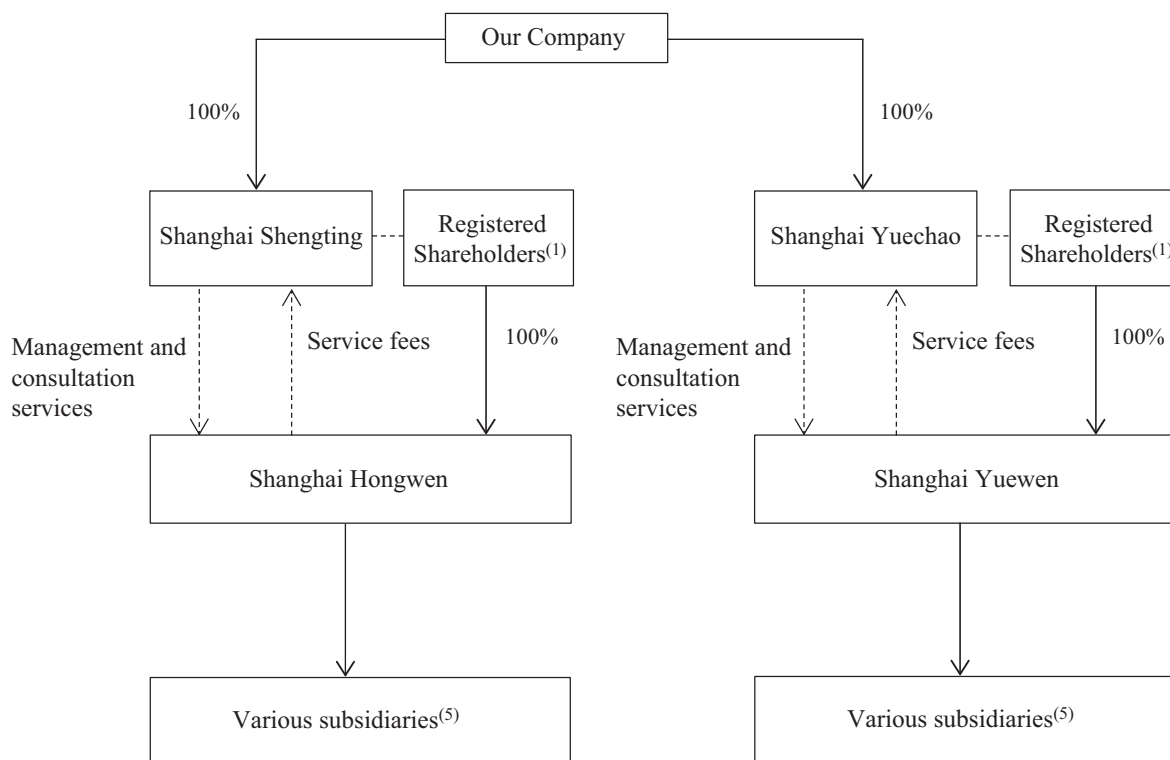 Our Company
100%
100%
Shanghai Shengting
Registered
Shareholders(1)
Shanghai Yuechao
Registered
Shareholders(1)
Management and
consultation
services
Service fees
100%
Management and
consultation
services
Service fees
100%
Shanghai Hongwen
Shanghai Yuewen
Various subsidiaries(5)
Various subsidiaries(5)